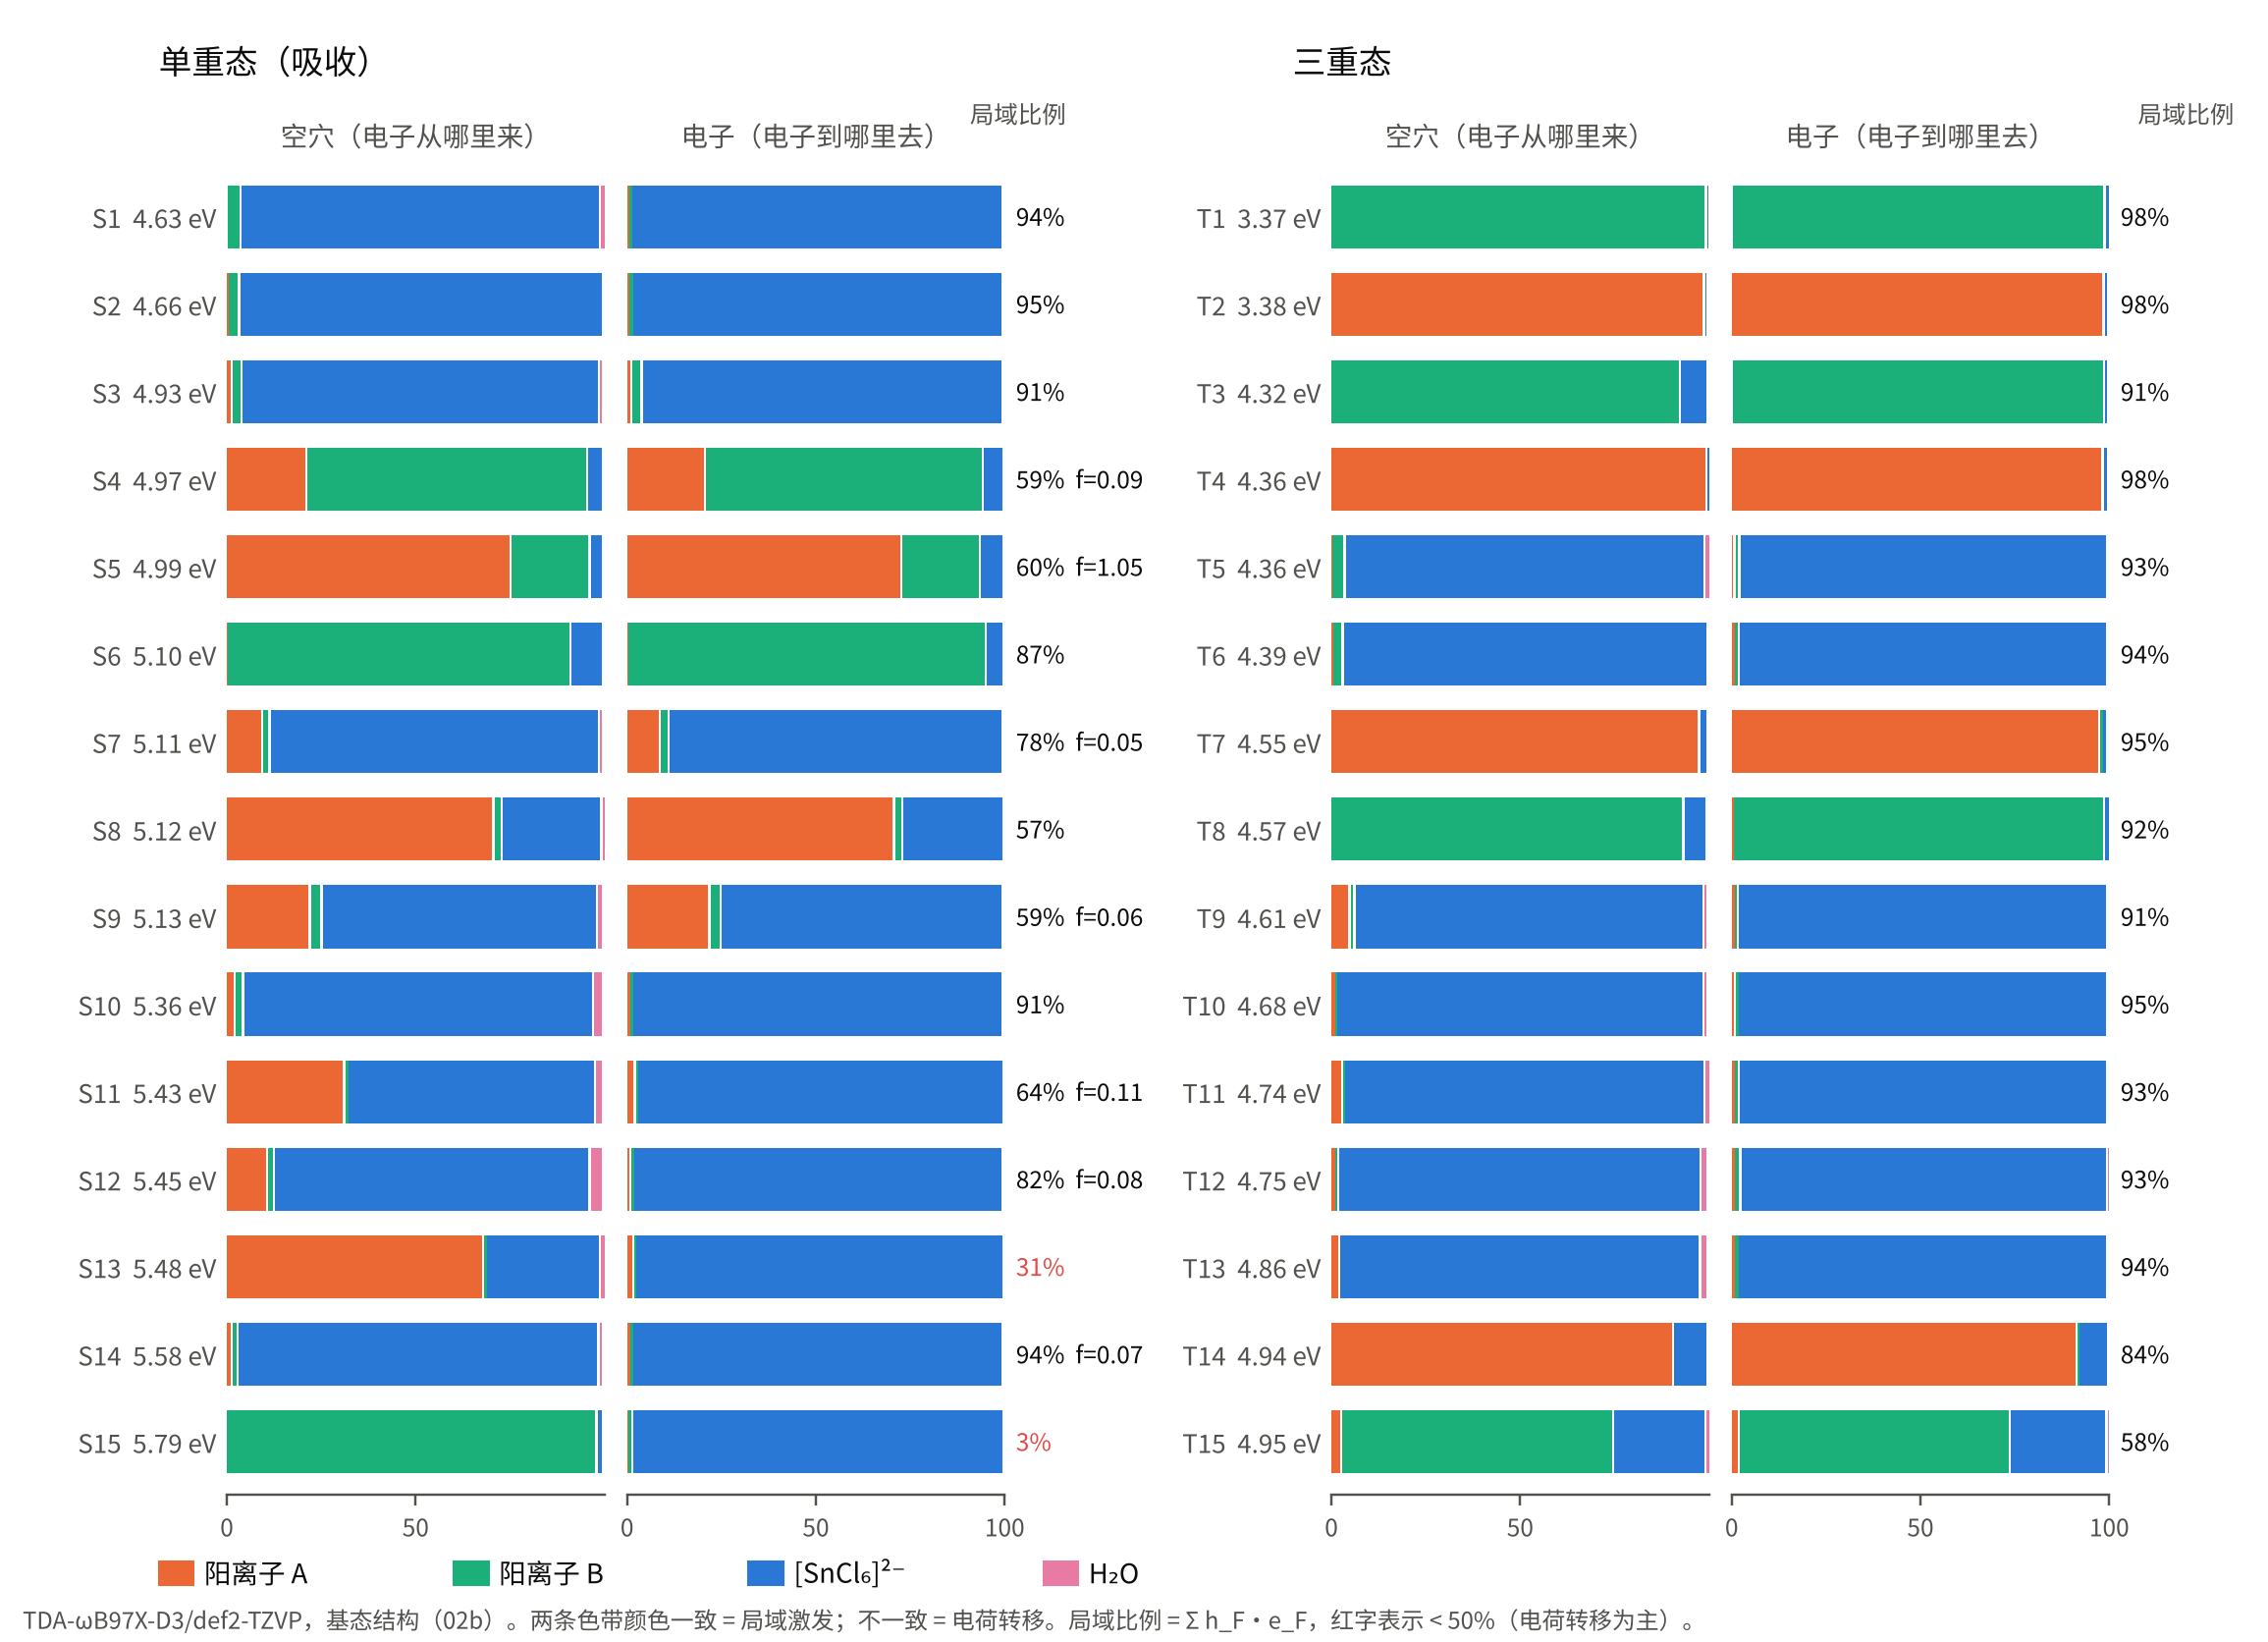 单重态（吸收）
三重态
空穴（电子从哪里来）
电子（电子到哪里去）
局域比例
空穴（电子从哪里来）
电子（电子到哪里去）
局域比例
S1 4.63 eV 94%
S2 4.66 eV 95%
S3 4.93 eV 91%
S4 4.97 eV 59% f=0.09
S5 4.99 eV 60% f=1.05
S6 5.10 eV 87%
S7 5.11 eV 78% f=0.05
S8 5.12 eV 57%
S9 5.13 eV 59% f=0.06
S10 5.36 eV 91%
S11 5.43 eV 64% f=0.11
S12 5.45 eV 82% f=0.08
S13 5.48 eV 31%
S14 5.58 eV 94% f=0.07
S15 5.79 eV 3%
0 50 0 50 100
T1 3.37 eV 98%
T2 3.38 eV 98%
T3 4.32 eV 91%
T4 4.36 eV 98%
T5 4.36 eV 93%
T6 4.39 eV 94%
T7 4.55 eV 95%
T8 4.57 eV 92%
T9 4.61 eV 91%
T10 4.68 eV 95%
T11 4.74 eV 93%
T12 4.75 eV 93%
T13 4.86 eV 94%
T14 4.94 eV 84%
T15 4.95 eV 58%
0 50 0 50 100
阳离子 A 阳离子 B [SnCl₆]²⁻ H₂O
TDA-ωB97X-D3/def2-TZVP，基态结构（02b）。两条色带颜色一致 = 局域激发；不一致 = 电荷转移。局域比例 = Σ h_F · e_F，红字表示 < 50%（电荷转移为主）。